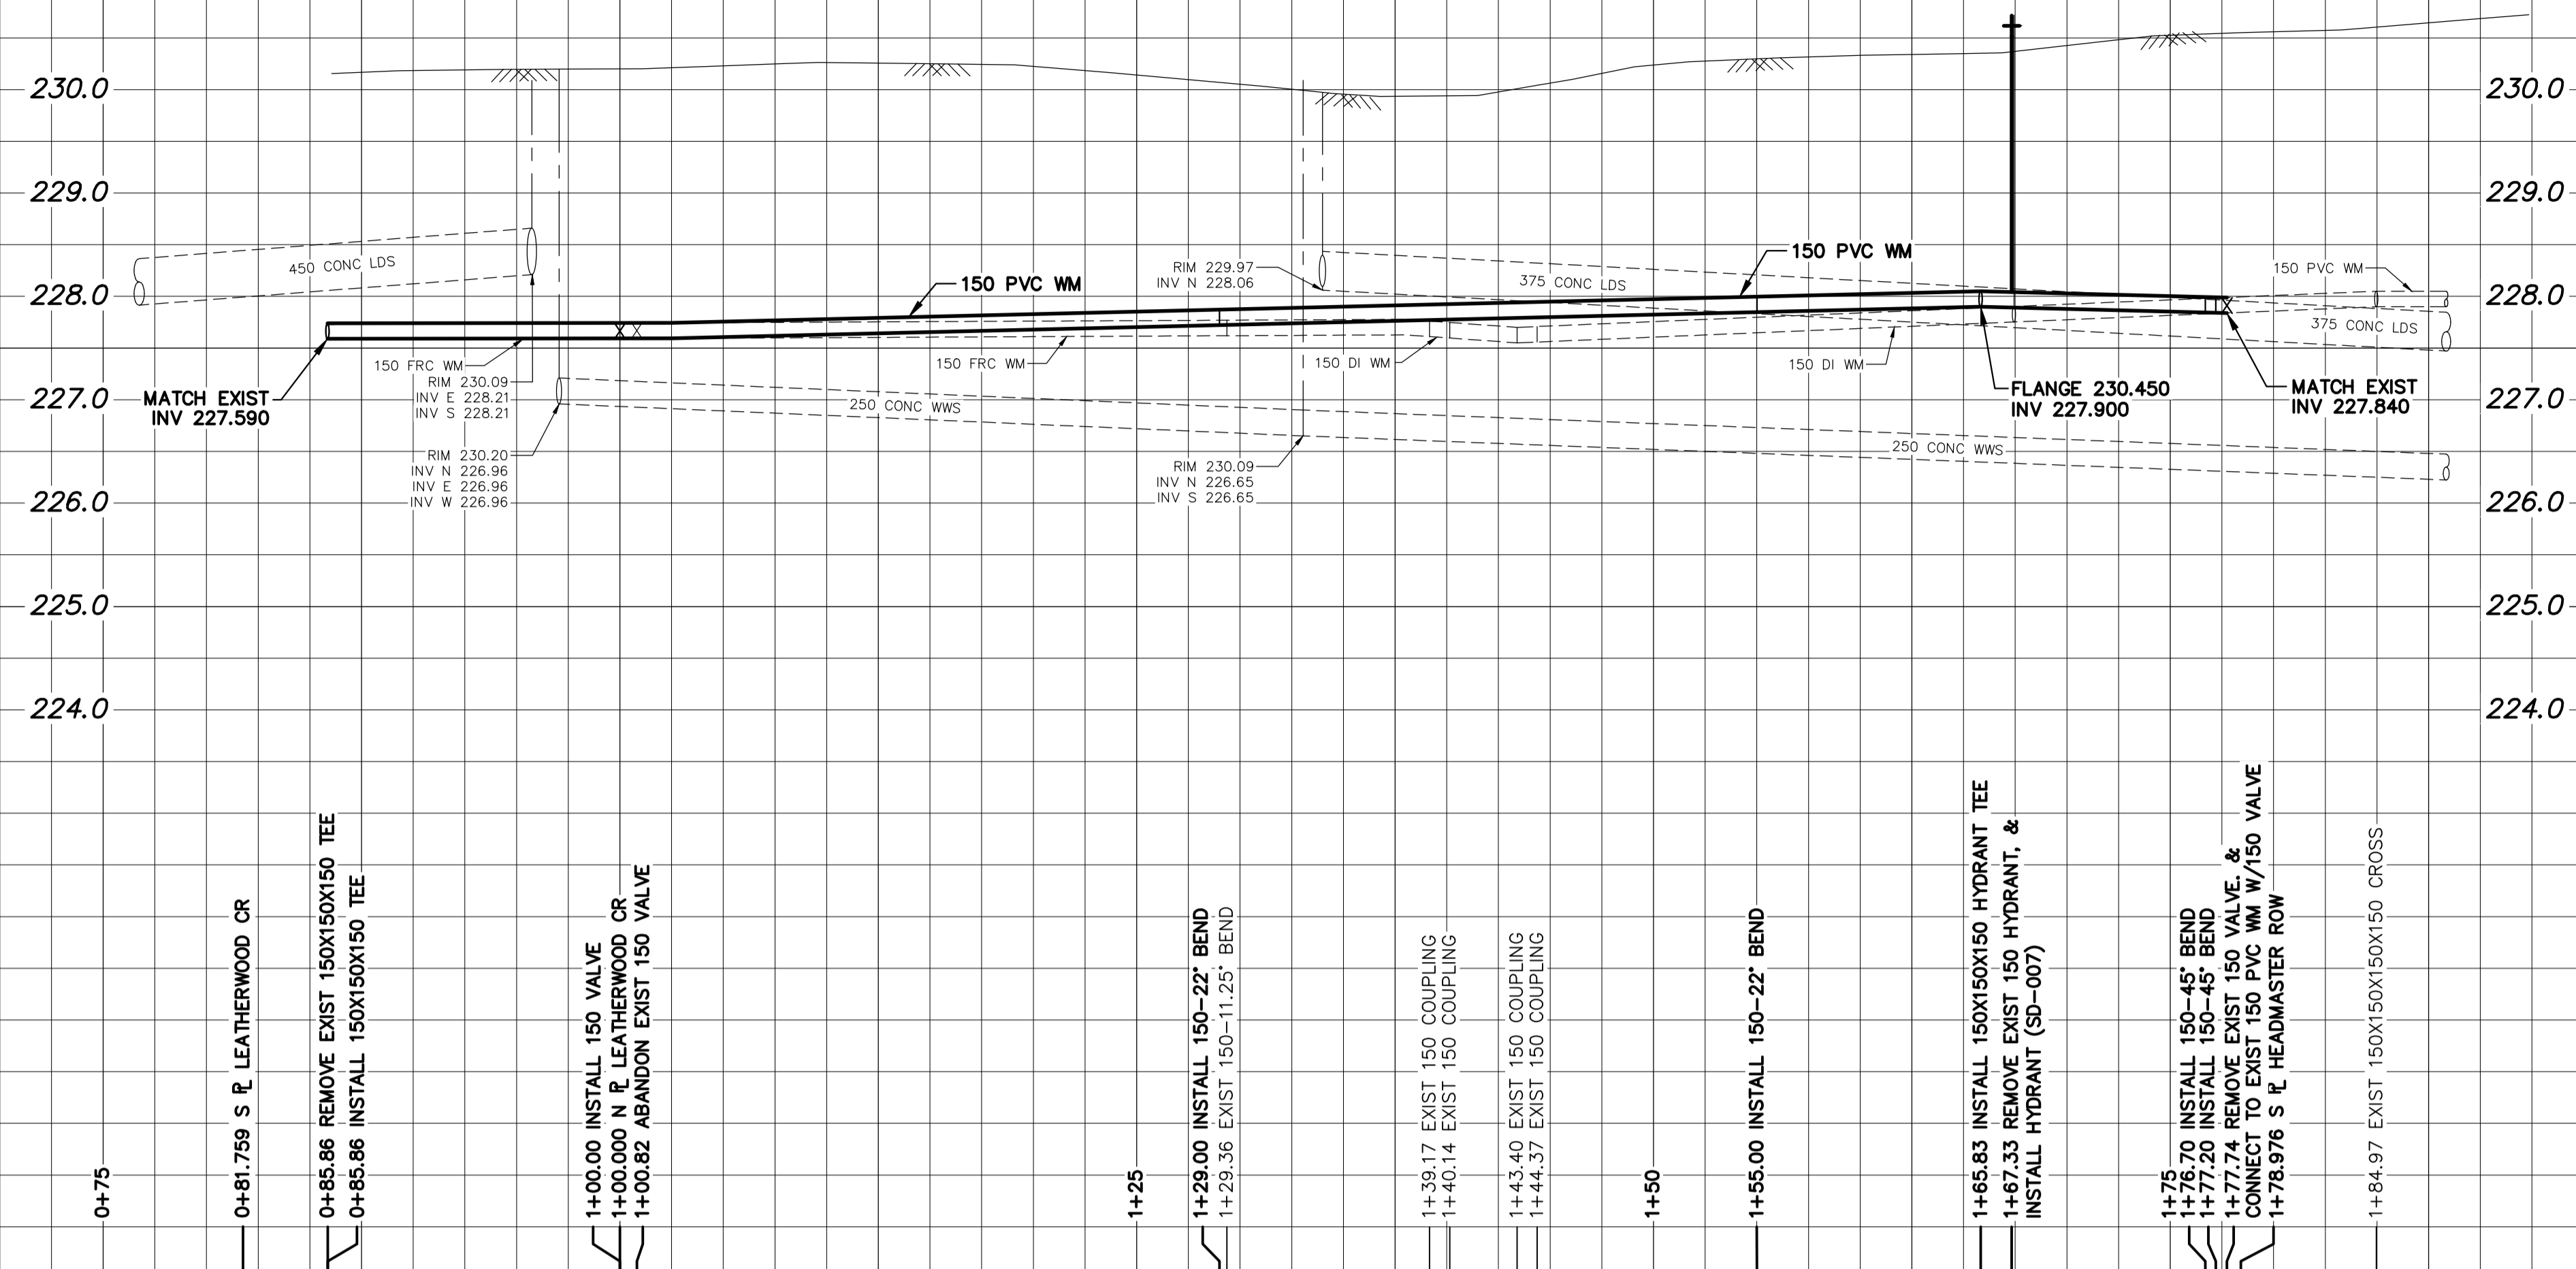 230.0
230.0
229.0
229.0
228.0
228.0
227.0
227.0
226.0
226.0
225.0
225.0
224.0
224.0
450 CONC LDS
150 PVC WM
RIM 229.97
INV N 228.06
375 CONC LDS
150 PVC WM
150 PVC WM
375 CONC LDS
MATCH EXIST
INV 227.590
150 FRC WM
RIM 230.09
INV E 228.21
INV S 228.21
RIM 230.20
INV N 226.96
INV E 226.96
INV W 226.96
150 FRC WM
250 CONC WWS
150 DI WM
RIM 230.09
INV N 226.65
INV S 226.65
150 DI WM
250 CONC WWS
FLANGE 230.450
INV 227.900
MATCH EXIST
INV 227.840
0+75
0+81.759 S ⅊ LEATHERWOOD CR
0+85.86 REMOVE EXIST 150X150X150 TEE
0+85.86 INSTALL 150X150X150 TEE
1+00.00 INSTALL 150 VALVE
1+00.000 N ⅊ LEATHERWOOD CR
1+00.82 ABANDON EXIST 150 VALVE
1+25
1+29.00 INSTALL 150-22° BEND
1+29.36 EXIST 150-11.25° BEND
1+39.17 EXIST 150 COUPLING
1+40.14 EXIST 150 COUPLING
1+43.40 EXIST 150 COUPLING
1+44.37 EXIST 150 COUPLING
1+50
1+55.00 INSTALL 150-22° BEND
1+65.83 INSTALL 150X150X150 HYDRANT TEE
1+67.33 REMOVE EXIST 150 HYDRANT, &
INSTALL HYDRANT (SD-007)
1+75
1+76.70 INSTALL 150-45° BEND
1+77.20 INSTALL 150-45° BEND
1+77.74 REMOVE EXIST 150 VALVE. &
CONNECT TO EXIST 150 PVC WM W/150 VALVE
1+78.976 S ⅊ HEADMASTER ROW
1+84.97 EXIST 150X150X150X150 CROSS